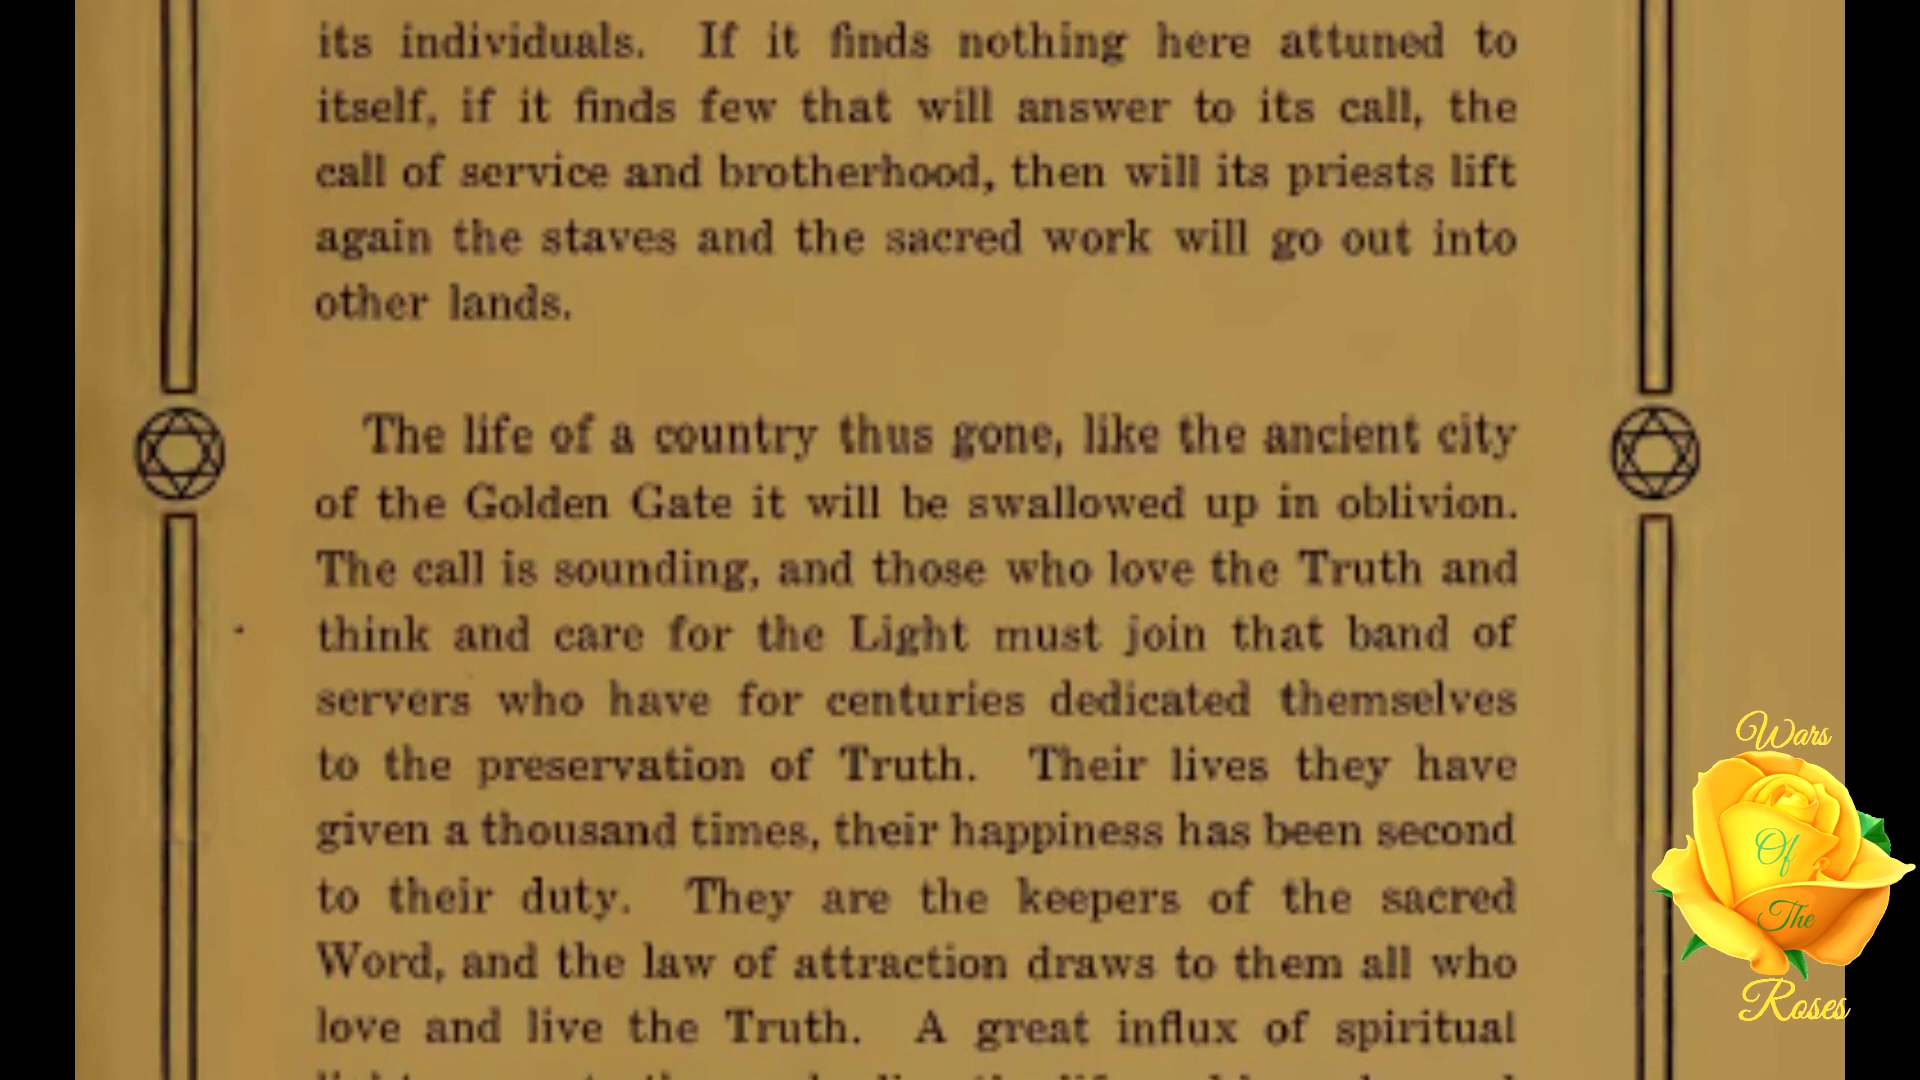 its individuals. If it finds nothing here attuned to
itself, if it finds few that will answer to its call, the
call of service and brotherhood, then will its priests lift
again the staves and the sacred work will go out into
other lands.
The life of a country thus gone, like the ancient city
of the Golden Gate it will be swallowed up in oblivion.
The call is sounding, and those who love the Truth and
think and care for the Light must join that band of
servers who have for centuries dedicated themselves
to the preservation of Truth. Their lives they have
given a thousand times, their happiness has been second
to their duty. They are the keepers of the sacred
Word, and the law of attraction draws to them all who
love and live the Truth. A great influx of spiritual
Wars
Of
The
Roses